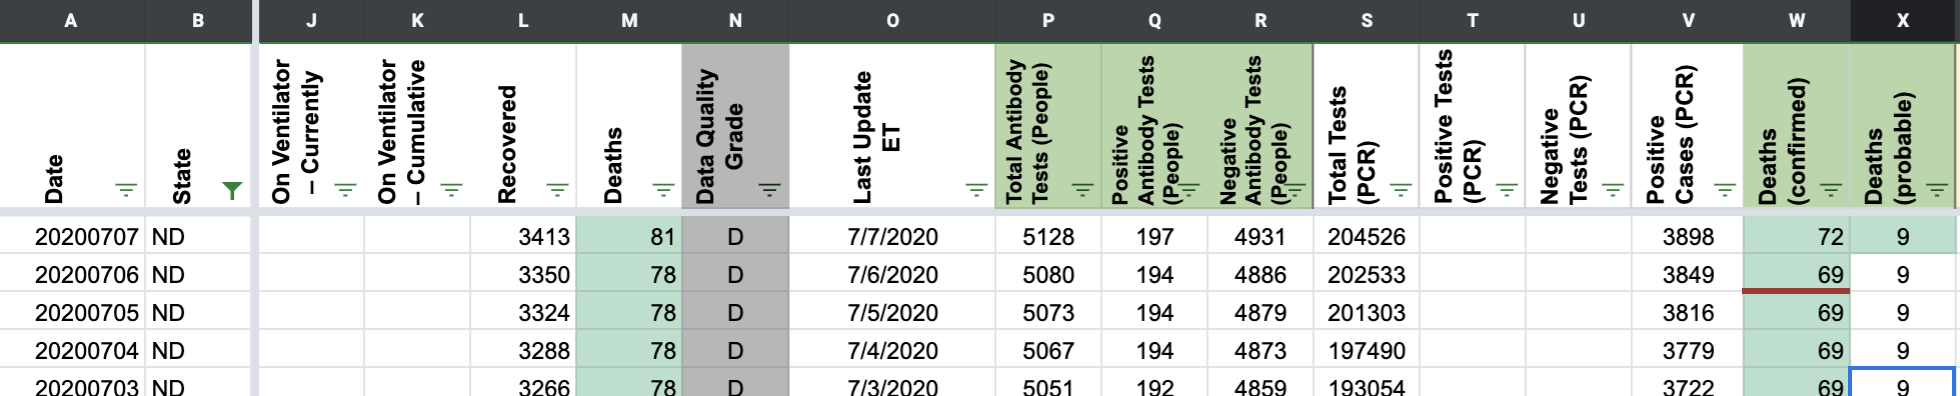 A B J K L M N O P Q R S T U V W X
Date State On Ventilator – Currently On Ventilator – Cumulative Recovered Deaths Data Quality Grade Last Update ET Total Antibody Tests (People) Positive Antibody Tests (People) Negative Antibody Tests (People) Total Tests (PCR) Positive Tests (PCR) Negative Tests (PCR) Positive Cases (PCR) Deaths (confirmed) Deaths (probable)
20200707 ND 3413 81 D 7/7/2020 5128 197 4931 204526 3898 72 9
20200706 ND 3350 78 D 7/6/2020 5080 194 4886 202533 3849 69 9
20200705 ND 3324 78 D 7/5/2020 5073 194 4879 201303 3816 69 9
20200704 ND 3288 78 D 7/4/2020 5067 194 4873 197490 3779 69 9
20200703 ND 3266 78 D 7/3/2020 5051 192 4859 193054 3722 69 9